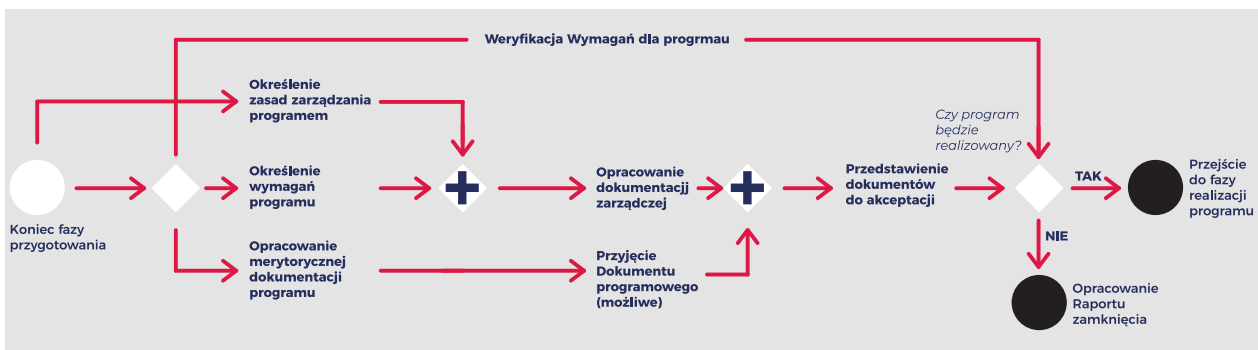 Weryfikacja Wymagań dla progrmau
Określenie
zasad zarządzania
programem
Czy program
będzie
realizowany?
Koniec fazy
przygotowania
Określenie
wymagań
programu
Opracowanie
dokumentacjj
zarządczej
Przedstawienie
dokumentów
do akceptacji
TAK
Przejście
do fazy
realizacji
programu
NIE
Opracowanie
merytorycznej
dokumentacji
programu
Przyjęcie
Dokumentu
programowego
(możliwe)
Opracowanie
Raportu
zamknięcia